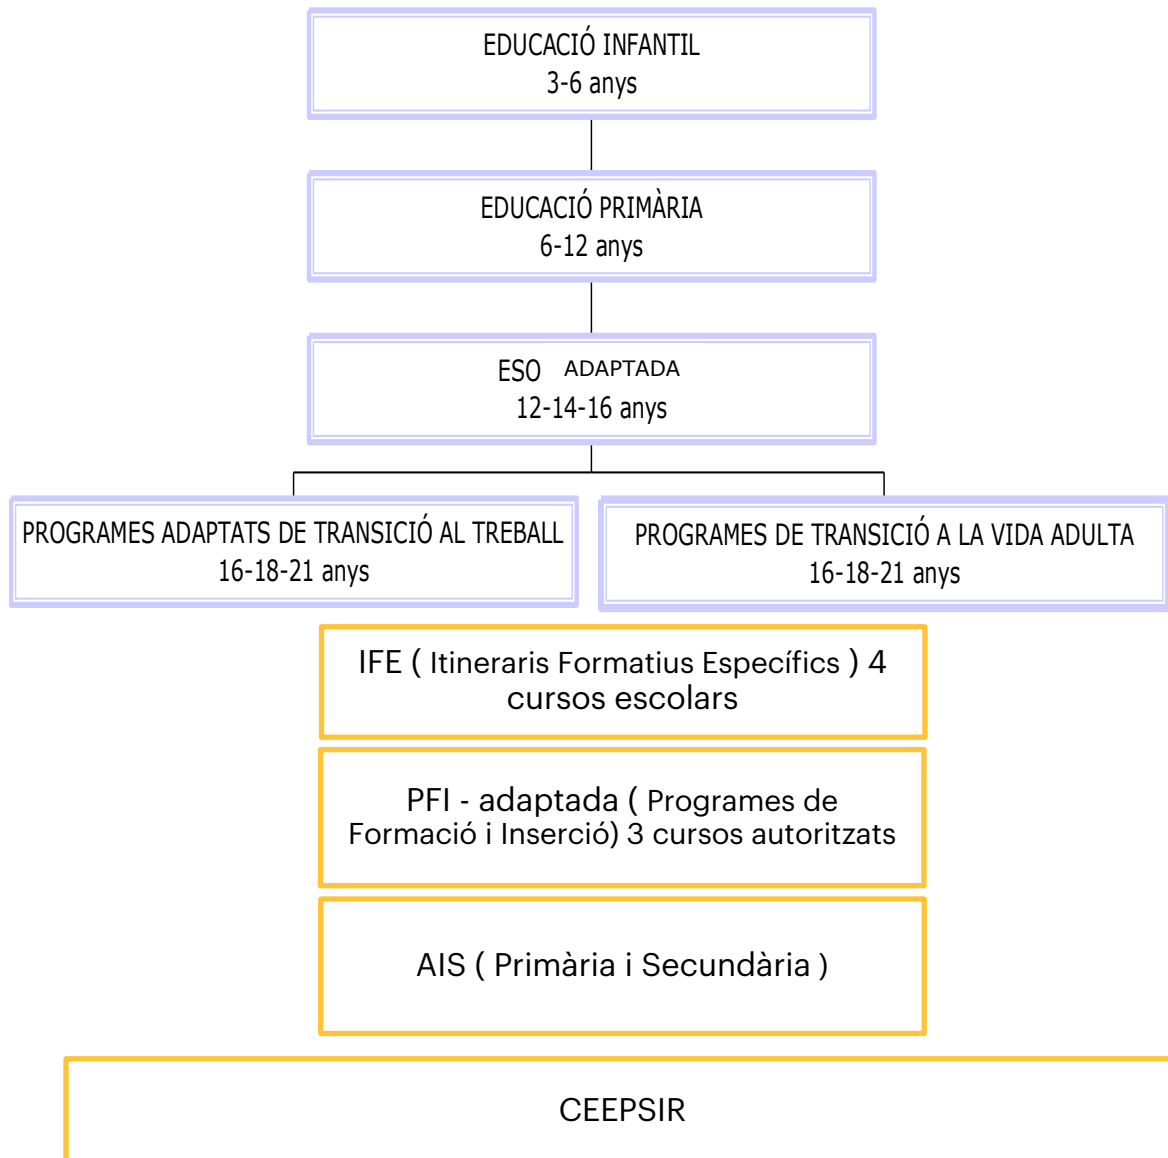 EDUCACIÓ INFANTIL
3-6 anys
EDUCACIÓ PRIMÀRIA
6-12 anys
ESO ADAPTADA
12-14-16 anys
PROGRAMES ADAPTATS DE TRANSICIÓ AL TREBALL
16-18-21 anys
PROGRAMES DE TRANSICIÓ A LA VIDA ADULTA
16-18-21 anys
IFE ( Itineraris Formatius Específics ) 4
cursos escolars
PFI - adaptada ( Programes de
Formació i Inserció) 3 cursos autoritzats
AIS ( Primària i Secundària )
CEEPSIR